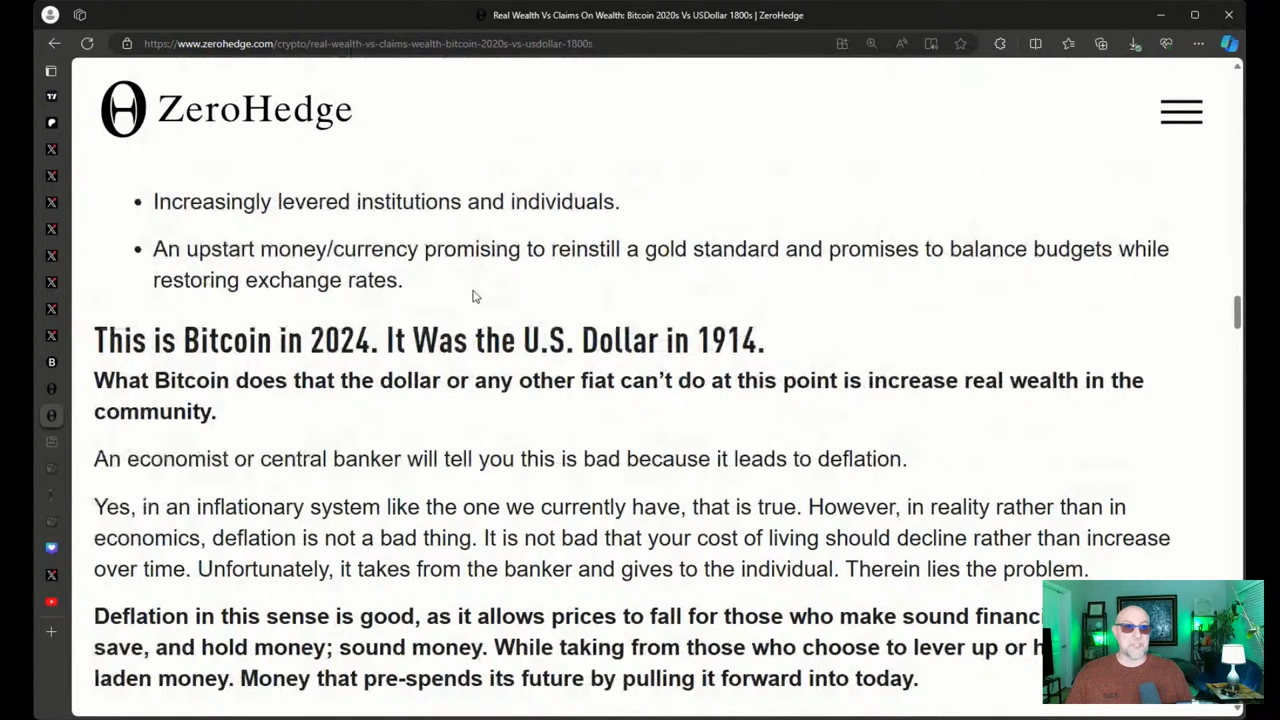 Real Wealth Vs Claims On Wealth: Bitcoin 2020s Vs USDollar 1800s | ZeroHedge
https://www.zerohedge.com/crypto/real-wealth-vs-claims-wealth-bitcoin-2020s-vs-usdollar-1800s
ZeroHedge
• Increasingly levered institutions and individuals.
• An upstart money/currency promising to reinstill a gold standard and promises to balance budgets while
restoring exchange rates.
This is Bitcoin in 2024. It Was the U.S. Dollar in 1914.
What Bitcoin does that the dollar or any other fiat can’t do at this point is increase real wealth in the
community.
An economist or central banker will tell you this is bad because it leads to deflation.
Yes, in an inflationary system like the one we currently have, that is true. However, in reality rather than in
economics, deflation is not a bad thing. It is not bad that your cost of living should decline rather than increase
over time. Unfortunately, it takes from the banker and gives to the individual. Therein lies the problem.
Deflation in this sense is good, as it allows prices to fall for those who make sound
save, and hold money; sound money. While taking from those who choose to lever up or
laden money. Money that pre-spends its future by pulling it forward into today.